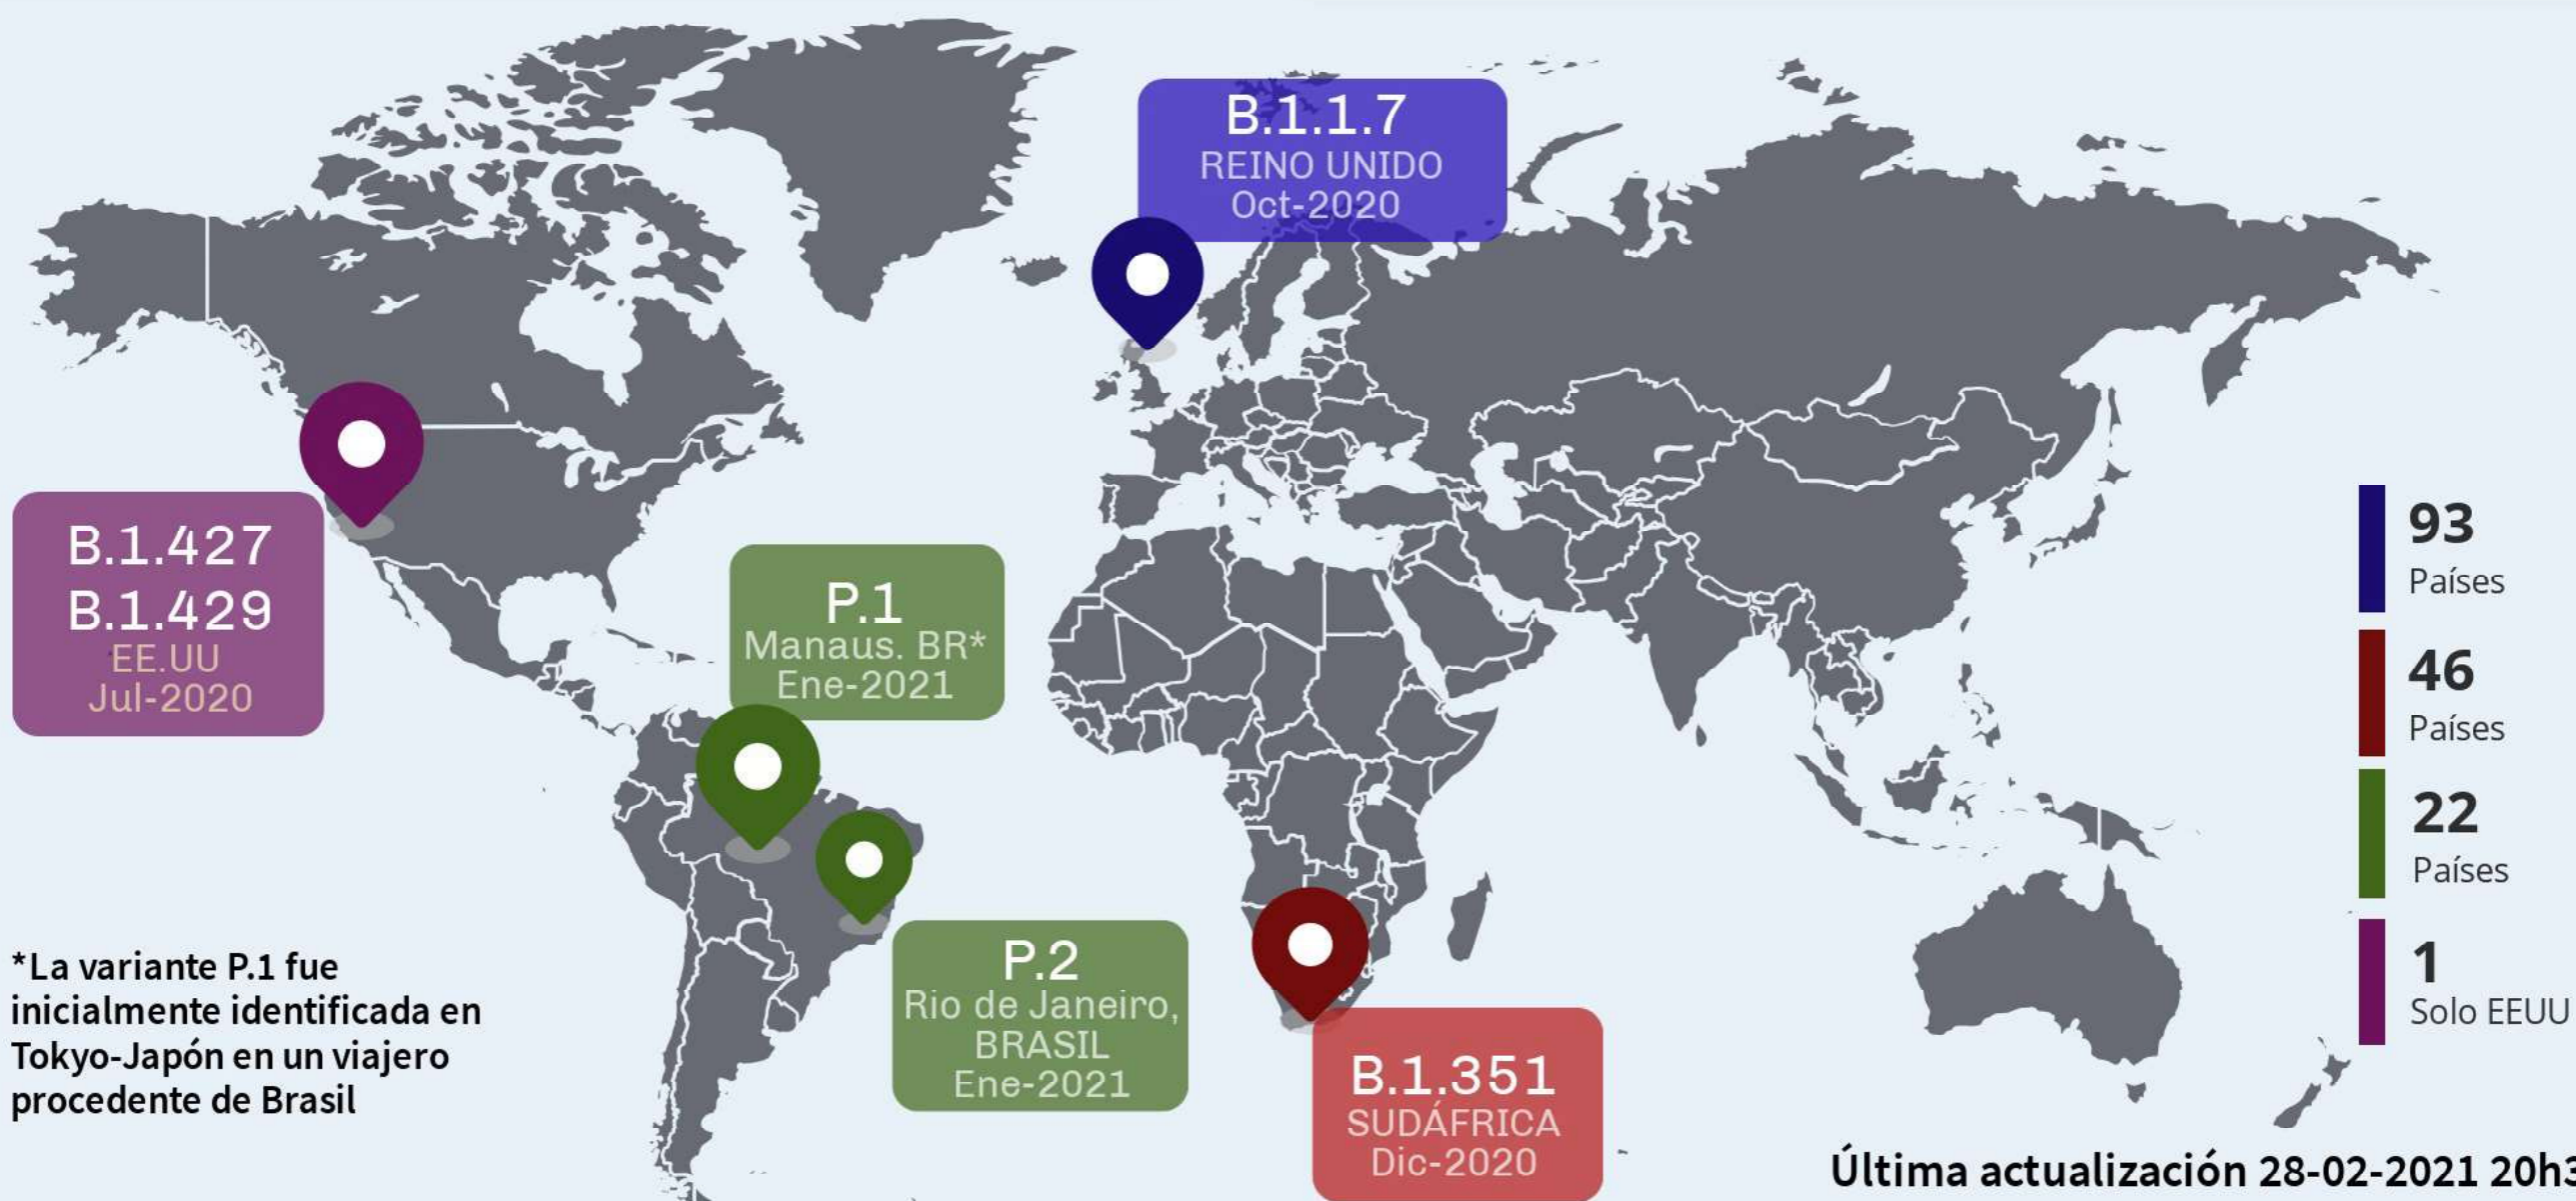 B.1.1.7
REINO UNIDO
Oct-2020
B.1.427
B.1.429
EE.UU
Jul-2020
P.1
Manaus. BR*
Ene-2021
P.2
Rio de Janeiro,
BRASIL
Ene-2021
B.1.351
SUDÁFRICA
Dic-2020
93
Países
46
Países
22
Países
1
Solo EEUU
*La variante P.1 fue
inicialmente identificada en
Tokyo-Japón en un viajero
procedente de Brasil
Última actualización 28-02-2021